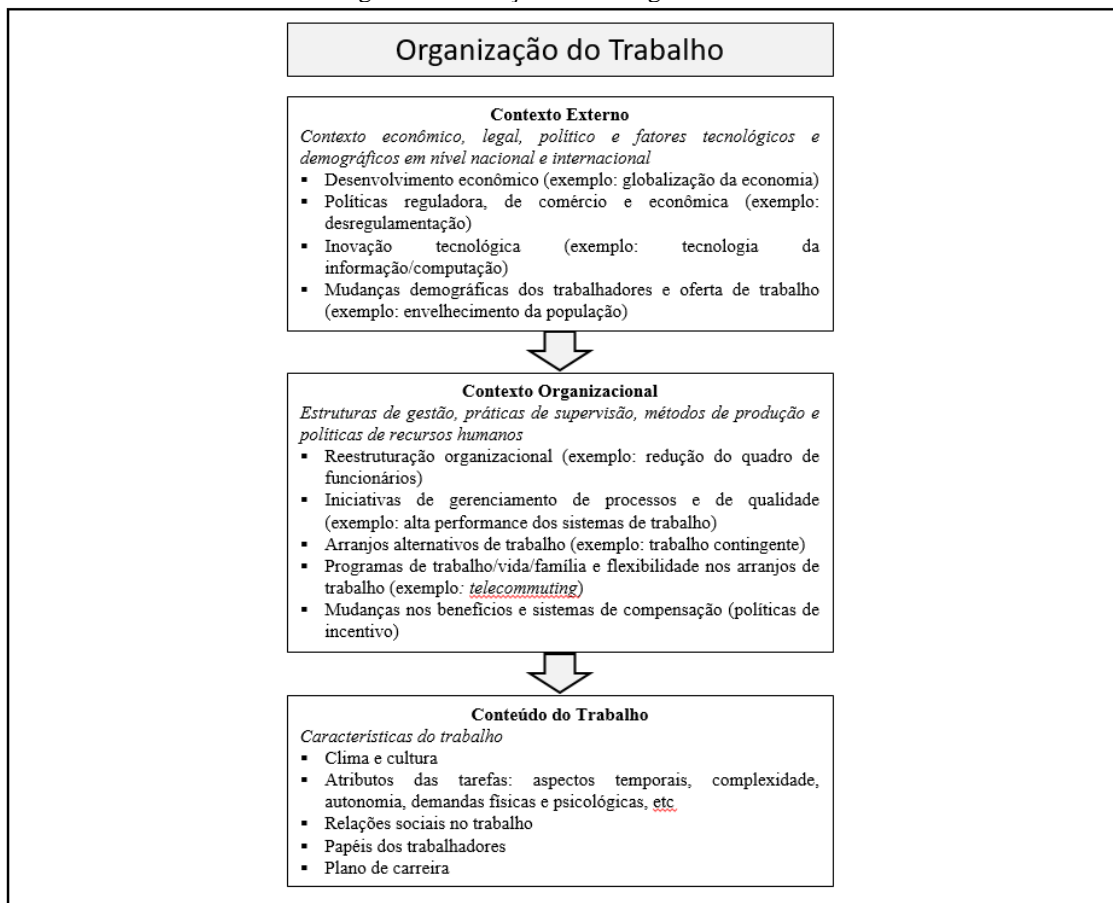 Organização do Trabalho
Contexto Externo
Contexto econômico, legal, político e fatores tecnológicos e
demográficos em nível nacional e internacional
▪ Desenvolvimento econômico (exemplo: globalização da economia)
▪ Políticas reguladora, de comércio e econômica (exemplo:
desregulamentação)
▪ Inovação tecnológica (exemplo: tecnologia da
informação/computação)
▪ Mudanças demográficas dos trabalhadores e oferta de trabalho
(exemplo: envelhecimento da população)
Contexto Organizacional
Estruturas de gestão, práticas de supervisão, métodos de produção e
políticas de recursos humanos
▪ Reestruturação organizacional (exemplo: redução do quadro de
funcionários)
▪ Iniciativas de gerenciamento de processos e de qualidade
(exemplo: alta performance dos sistemas de trabalho)
▪ Arranjos alternativos de trabalho (exemplo: trabalho contingente)
▪ Programas de trabalho/vida/família e flexibilidade nos arranjos de
trabalho (exemplo: telecommuting)
▪ Mudanças nos benefícios e sistemas de compensação (políticas de
incentivo)
Conteúdo do Trabalho
Características do trabalho
▪ Clima e cultura
▪ Atributos das tarefas: aspectos temporais, complexidade,
autonomia, demandas físicas e psicológicas, etc
▪ Relações sociais no trabalho
▪ Papéis dos trabalhadores
▪ Plano de carreira